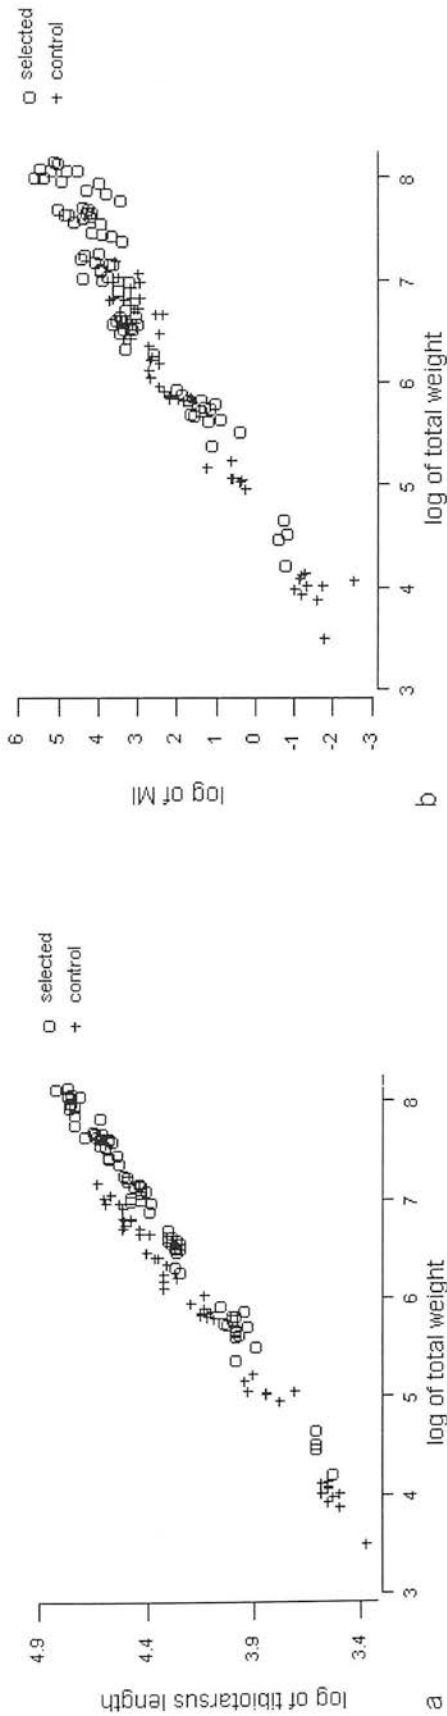 selected
control
4.9
4.4
3.9
3.4
log of tibiotarsus length
3 4 5 6 7 8
log of total weight
a
selected
control
6
5
4
3
2
1
0
-1
-2
-3
log of MI
3 4 5 6 7 8
log of total weight
b